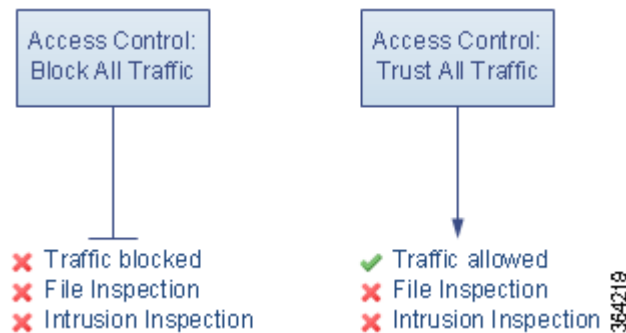 Access Control:
Block All Traffic
Traffic blocked
File Inspection
Intrusion Inspection
Access Control:
Trust All Traffic
Traffic allowed
File Inspection
Intrusion Inspection
364219